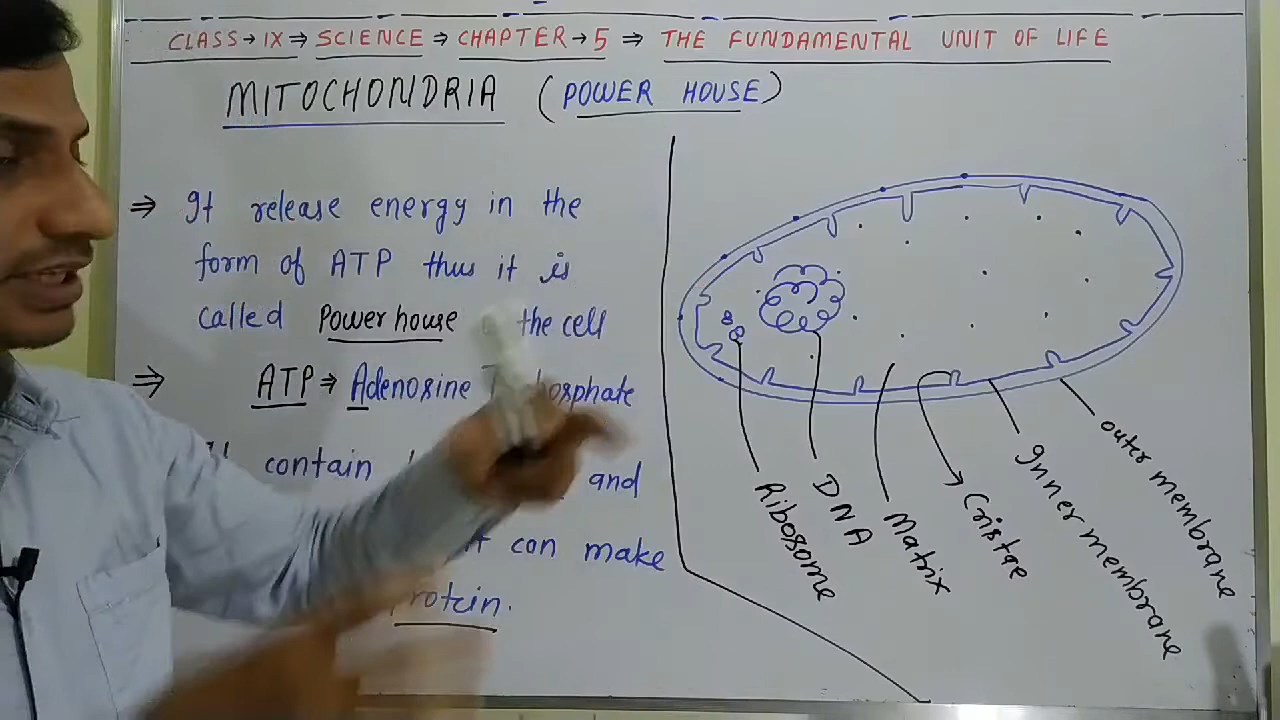 CLASS → IX ⇒ SCIENCE ⇒ CHAPTER → 5 ⇒ THE FUNDAMENTAL UNIT OF LIFE
MITOCHONDRIA (POWER HOUSE)
⇒ It release energy in the
form of ATP thus it is
called Power house the cell
⇒ ATP ⇒ Adenosine
contain and
can make
Protein.
Ribosome
DNA
Matrix
Cristae
Inner membrane
outer membrane